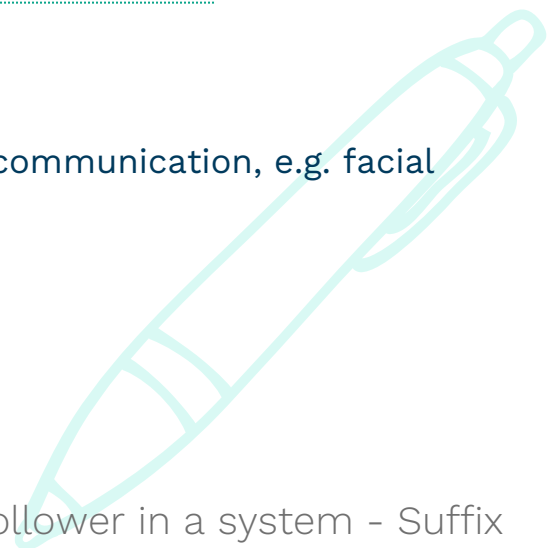 communication, e.g. facial
ollower in a system - Suffix